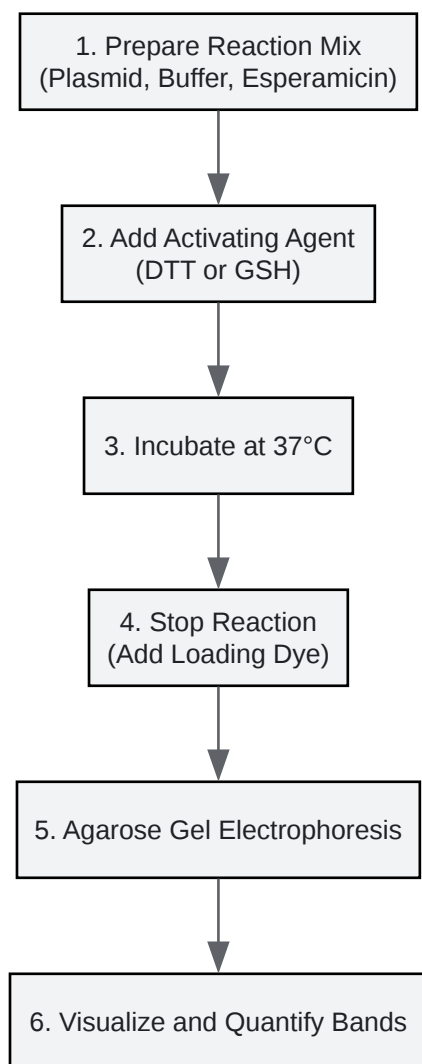 1. Prepare Reaction Mix
(Plasmid, Buffer, Esperamicin)
2. Add Activating Agent
(DTT or GSH)
3. Incubate at 37°C
4. Stop Reaction
(Add Loading Dye)
5. Agarose Gel Electrophoresis
6. Visualize and Quantify Bands